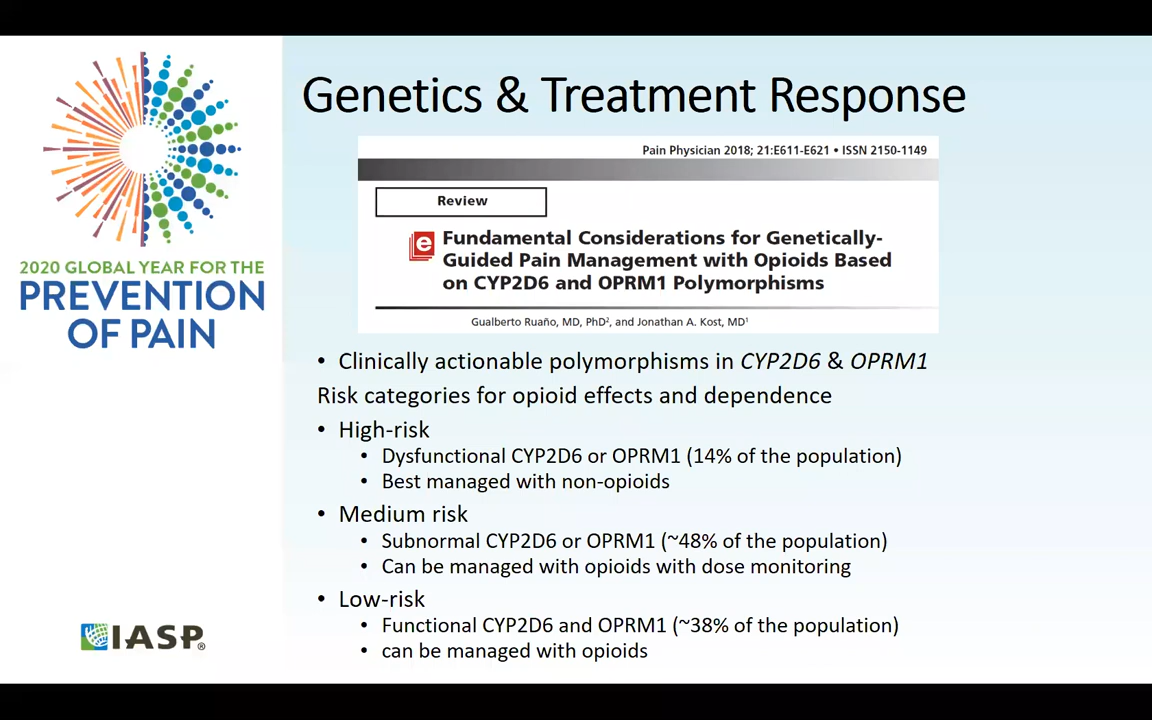 Genetics & Treatment Response
Pain Physician 2018; 21:E611-E621 • ISSN 2150-1149
Review
e
Fundamental Considerations for Genetically-
Guided Pain Management with Opioids Based
on CYP2D6 and OPRM1 Polymorphisms
Gualberto Ruaño, MD, PhD², and Jonathan A. Kost, MD¹
2020 GLOBAL YEAR FOR THE
PREVENTION
OF PAIN
• Clinically actionable polymorphisms in CYP2D6 & OPRM1
Risk categories for opioid effects and dependence
• High-risk
• Dysfunctional CYP2D6 or OPRM1 (14% of the population)
• Best managed with non-opioids
• Medium risk
• Subnormal CYP2D6 or OPRM1 (~48% of the population)
• Can be managed with opioids with dose monitoring
• Low-risk
• Functional CYP2D6 and OPRM1 (~38% of the population)
• can be managed with opioids
IASP®